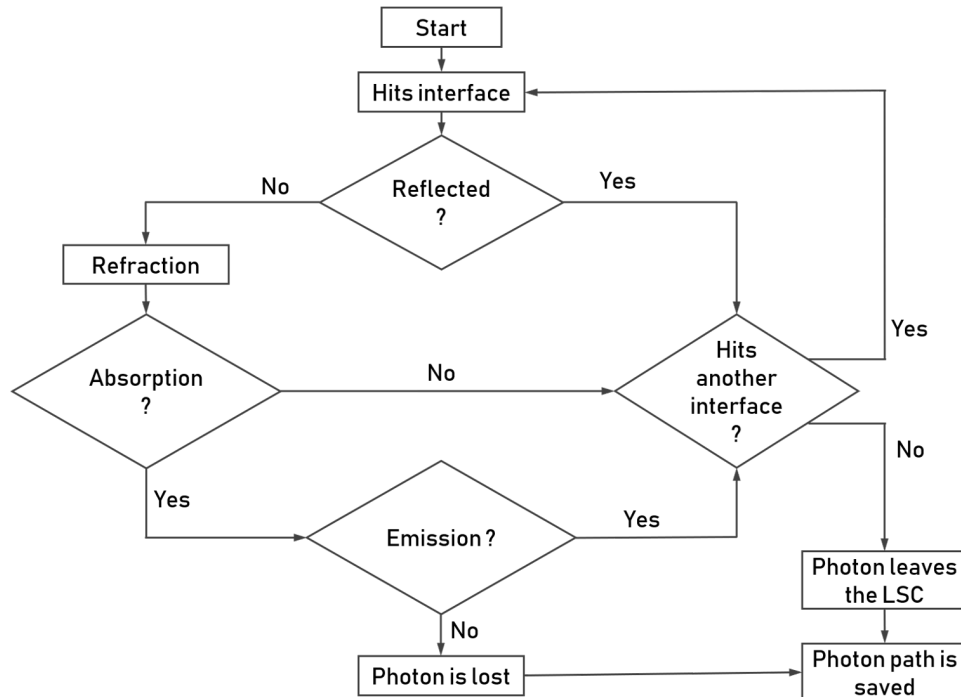 Start
Hits interface
Reflected
?
No
Yes
Refraction
Absorption
?
No
Hits
another
interface
?
Yes
No
Yes
Emission ?
Yes
No
Photon leaves
the LSC
Photon is lost
Photon path is
saved